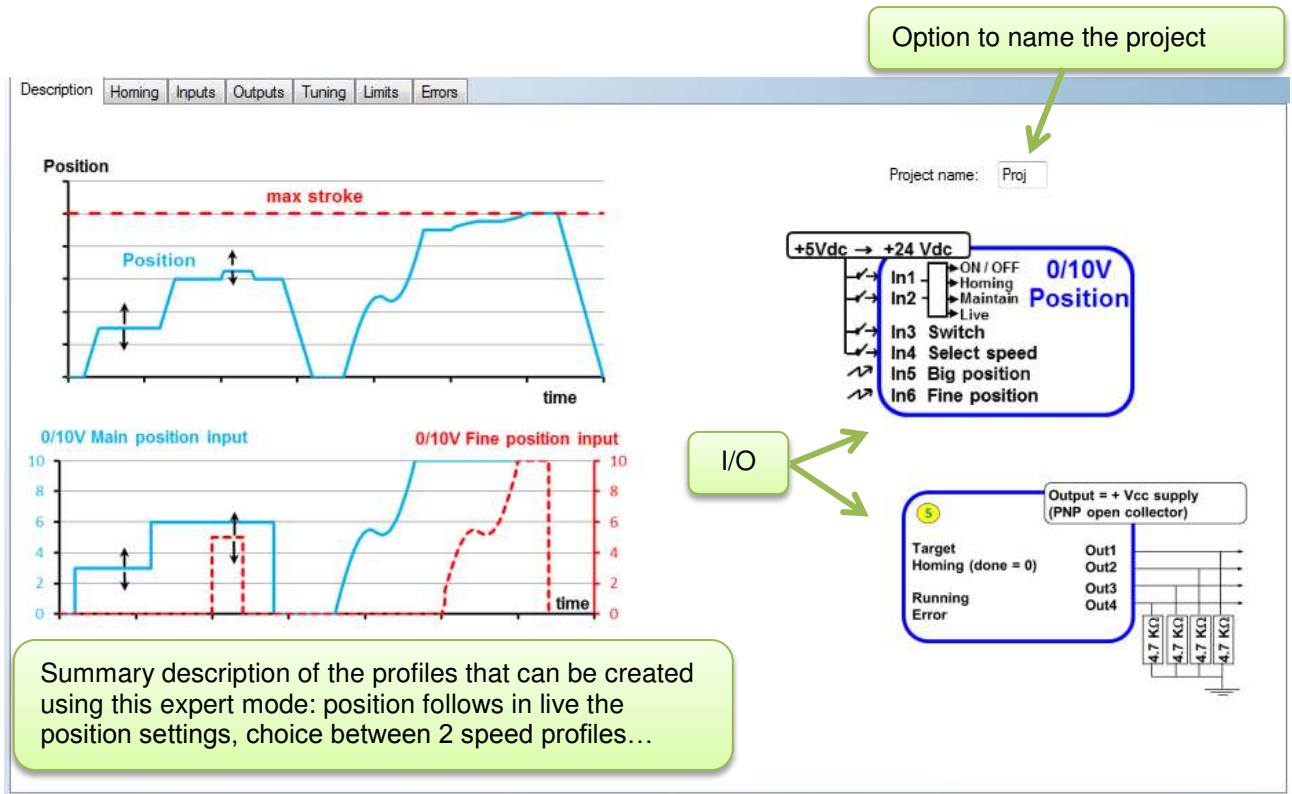 Option to name the project
Description Homing Inputs Outputs Tuning Limits Errors
Position
max stroke
Position
time
Project name: Proj
+5Vdc → +24 Vdc
0/10V
Position
In1
In2
ON / OFF
Homing
Maintain
Live
In3 Switch
In4 Select speed
In5 Big position
In6 Fine position
0/10V Main position input
0/10V Fine position input
10
8
6
4
2
0
10
8
6
4
2
0
time
I/O
Output = + Vcc supply
(PNP open collector)
5
Target Out1
Homing (done = 0) Out2
Out3
Running
Out4
Error
4.7 KΩ
4.7 KΩ
4.7 KΩ
4.7 KΩ
Summary description of the profiles that can be created
using this expert mode: position follows in live the
position settings, choice between 2 speed profiles…